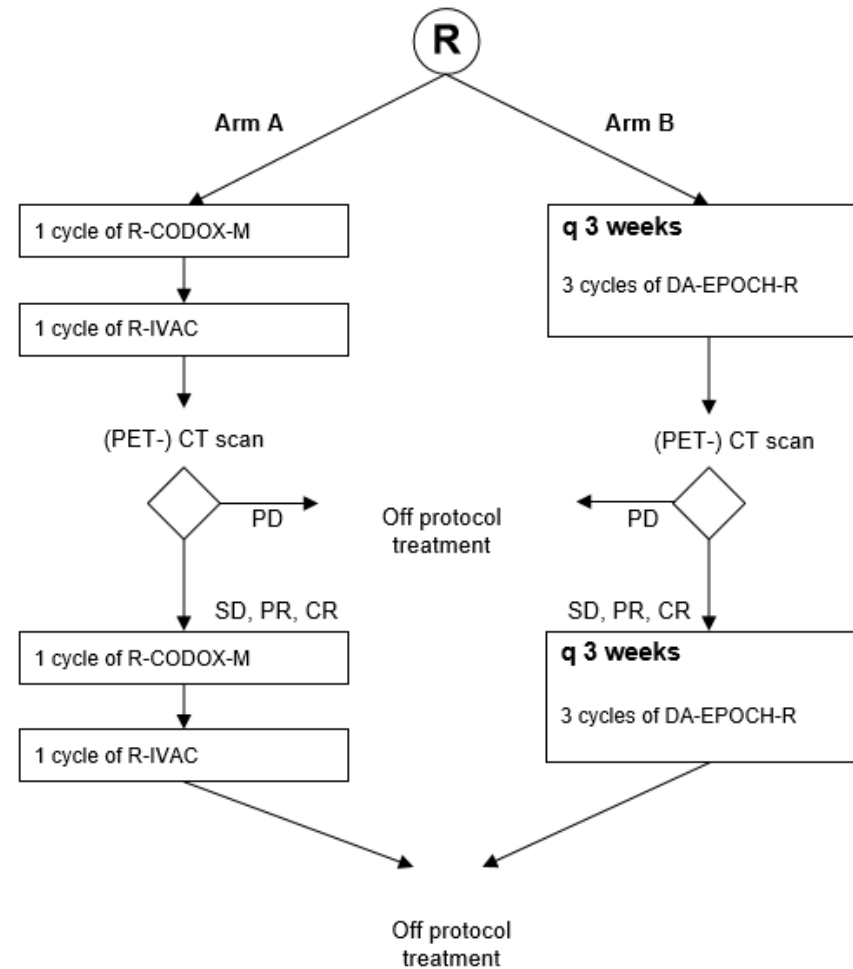 R
Arm A
Arm B
1 cycle of R-CODOX-M
q 3 weeks
3 cycles of DA-EPOCH-R
1 cycle of R-IVAC
(PET-) CT scan
(PET-) CT scan
PD
Off protocol
treatment
PD
SD, PR, CR
SD, PR, CR
1 cycle of R-CODOX-M
q 3 weeks
3 cycles of DA-EPOCH-R
1 cycle of R-IVAC
Off protocol
treatment